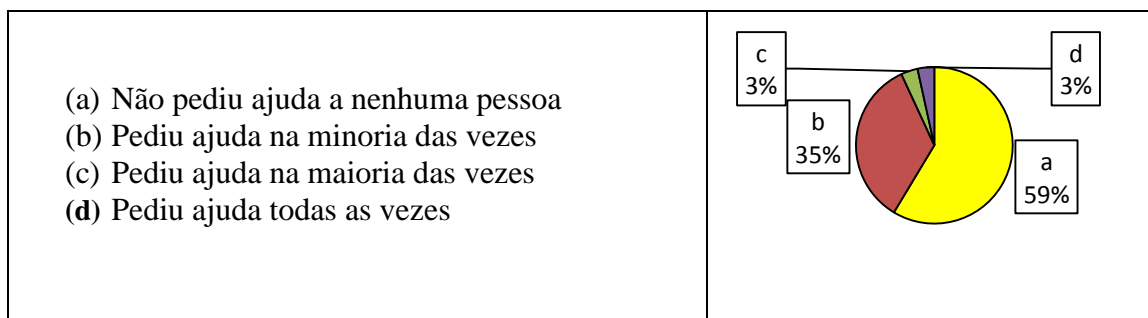 (a) Não pediu ajuda a nenhuma pessoa
(b) Pediu ajuda na minoria das vezes
(c) Pediu ajuda na maioria das vezes
(d) Pediu ajuda todas as vezes
c
3%
d
3%
b
35%
a
59%